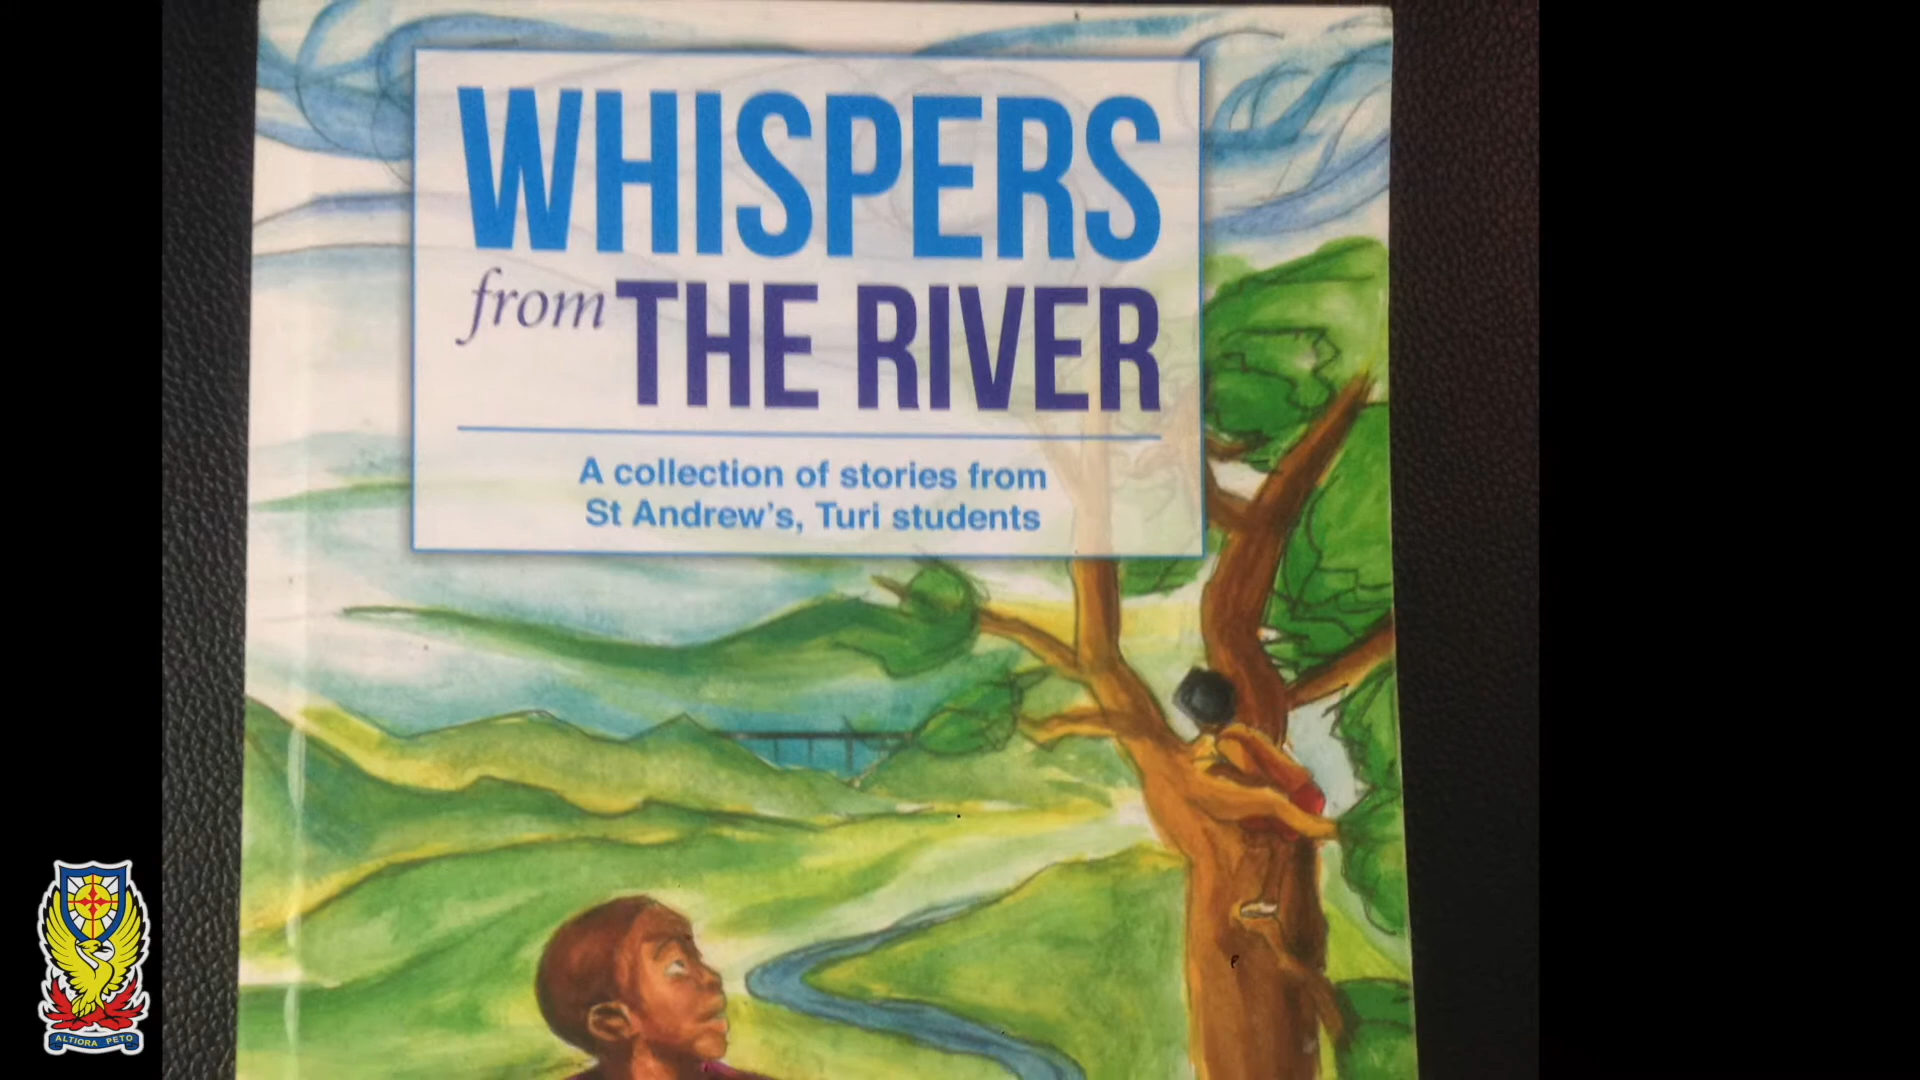 WHISPERS
from THE RIVER
A collection of stories from
St Andrew's, Turi students
ALTIORA PETO